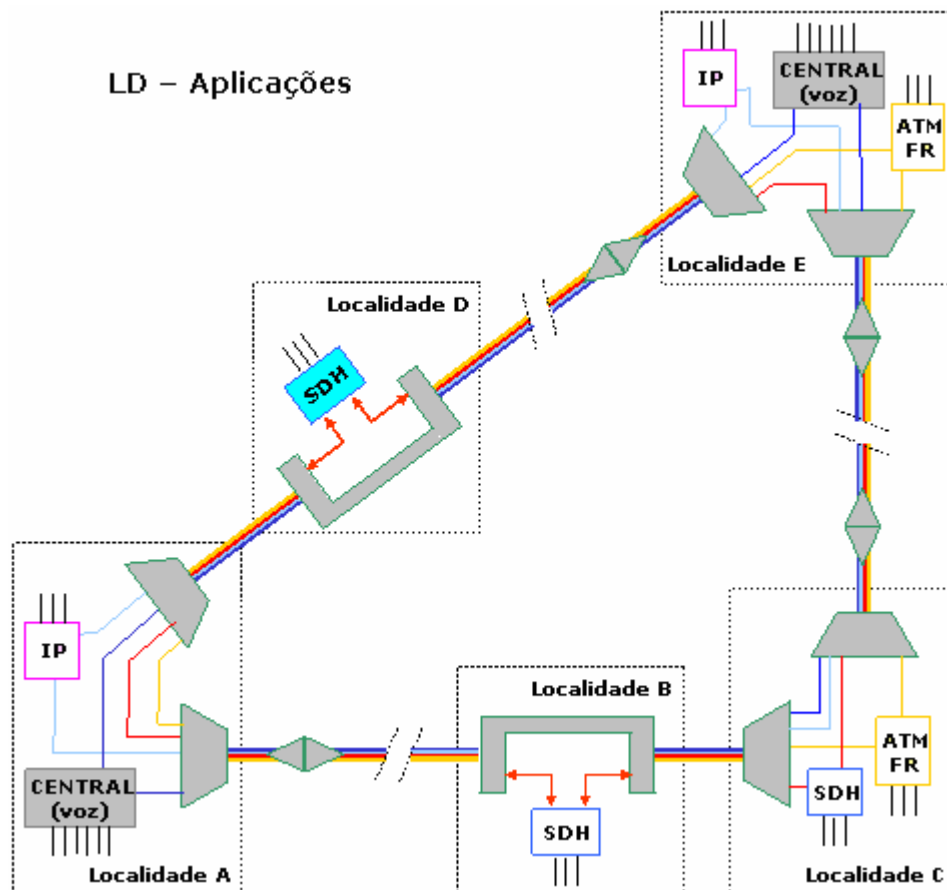 LD – Aplicações
IP
CENTRAL
(voz)
ATM
FR
Localidade E
Localidade D
SDH
IP
CENTRAL
(voz)
Localidade A
Localidade B
SDH
ATM
FR
SDH
Localidade C